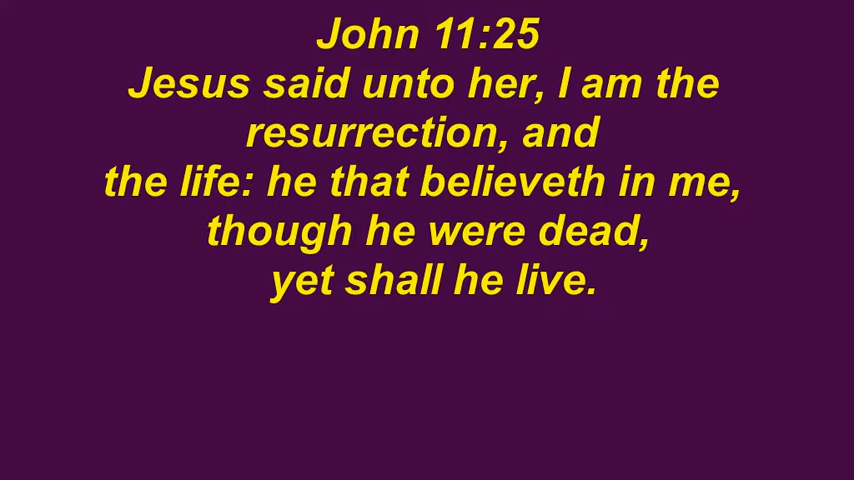 John 11:25
Jesus said unto her, I am the
resurrection, and
the life: he that believeth in me,
though he were dead,
yet shall he live.